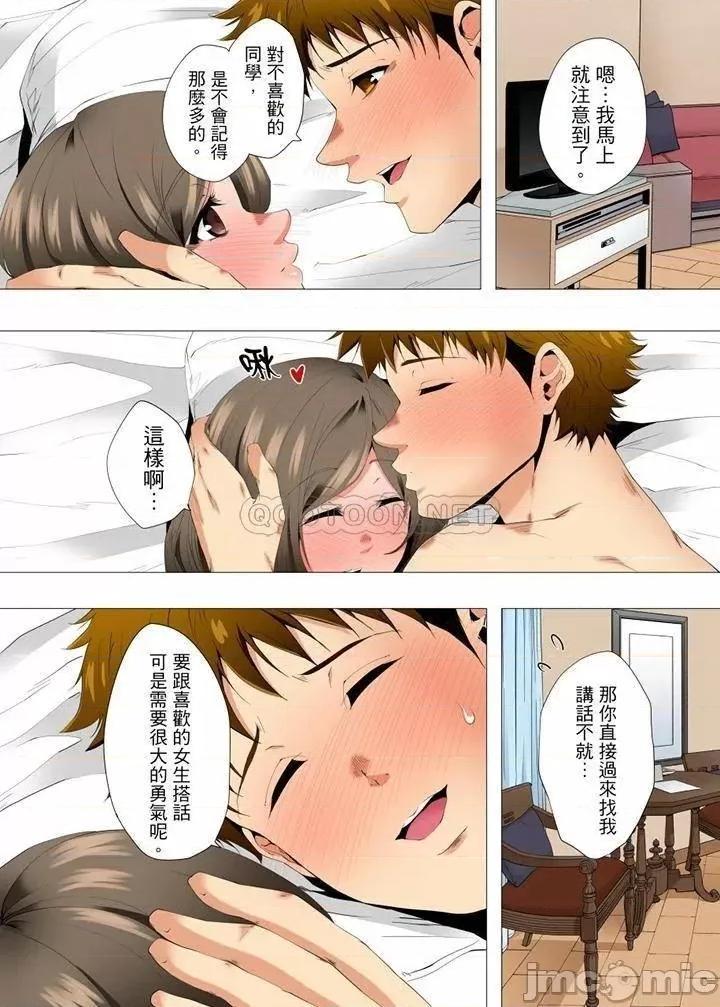 嗯…我馬上
就注意到了。
對不喜歡的
同學，
是不會記得
那麼多的。
啾
這樣啊…
QOOTOON.NET
那你直接過來找我
講話不就…
要跟喜歡的女生搭話
可是需要很大的勇氣呢。
jmcomic